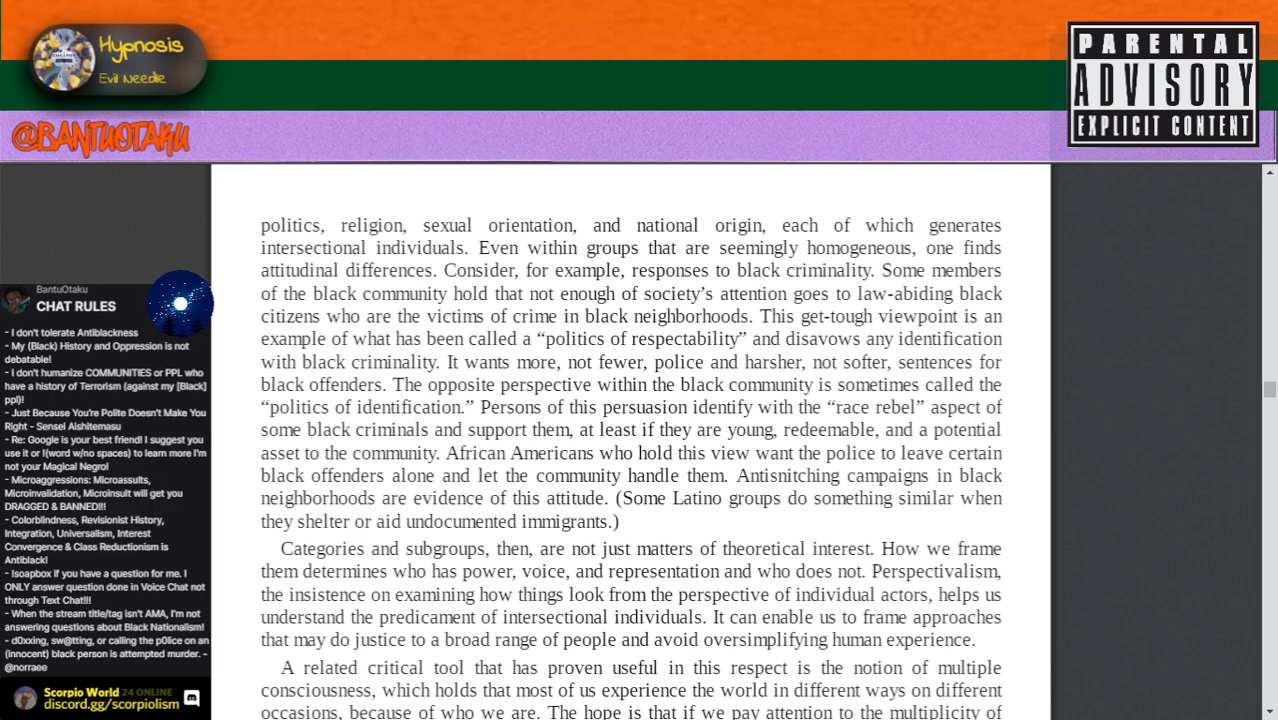 Hypnosis
Evil Needle
PARENTAL
ADVISORY
EXPLICIT CONTENT
@BANTUOTAKU
BantuOtaku
CHAT RULES
- I don't tolerate Antiblackness
- My (Black) History and Oppression is not
debatable!
- I don't humanize COMMUNITIES or PPL who
have a history of Terrorism (against my [Black]
ppl)!
- Just Because You're Polite Doesn't Make You
Right - Sensei Aishitemasu
- Re: Google is your best friend! I suggest you
use it or !(word w/no spaces) to learn more I'm
not your Magical Negro!
- Microaggressions: Microassults,
Microinvalidation, Microinsult will get you
DRAGGED & BANNED!!!
- Colorblindness, Revisionist History,
Integration, Universalism, Interest
Convergence & Class Reductionism is
Antiblack!
- !soapbox if you have a question for me. I
ONLY answer question done in Voice Chat not
through Text Chat!!!
- When the stream title/tag isn't AMA, I'm not
answering questions about Black Nationalism!
- d0xxing, sw@tting, or calling the p0lice on an
(innocent) black person is attempted murder. -
@norraee
Scorpio World 24 ONLINE
discord.gg/scorpiolism
politics, religion, sexual orientation, and national origin, each of which generates
intersectional individuals. Even within groups that are seemingly homogeneous, one finds
attitudinal differences. Consider, for example, responses to black criminality. Some members
of the black community hold that not enough of society's attention goes to law-abiding black
citizens who are the victims of crime in black neighborhoods. This get-tough viewpoint is an
example of what has been called a “politics of respectability” and disavows any identification
with black criminality. It wants more, not fewer, police and harsher, not softer, sentences for
black offenders. The opposite perspective within the black community is sometimes called the
“politics of identification.” Persons of this persuasion identify with the “race rebel” aspect of
some black criminals and support them, at least if they are young, redeemable, and a potential
asset to the community. African Americans who hold this view want the police to leave certain
black offenders alone and let the community handle them. Antisnitching campaigns in black
neighborhoods are evidence of this attitude. (Some Latino groups do something similar when
they shelter or aid undocumented immigrants.)
Categories and subgroups, then, are not just matters of theoretical interest. How we frame
them determines who has power, voice, and representation and who does not. Perspectivalism,
the insistence on examining how things look from the perspective of individual actors, helps us
understand the predicament of intersectional individuals. It can enable us to frame approaches
that may do justice to a broad range of people and avoid oversimplifying human experience.
A related critical tool that has proven useful in this respect is the notion of multiple
consciousness, which holds that most of us experience the world in different ways on different
occasions, because of who we are. The hope is that if we pay attention to the multiplicity of